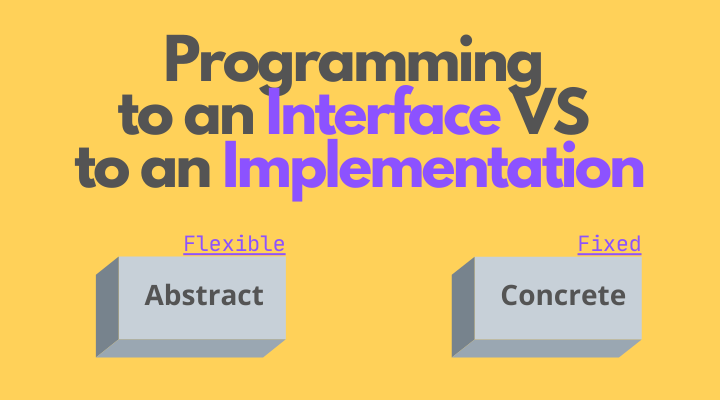 Programming
to an Interface VS
to an Implementation
Flexible
Fixed
Abstract
Concrete